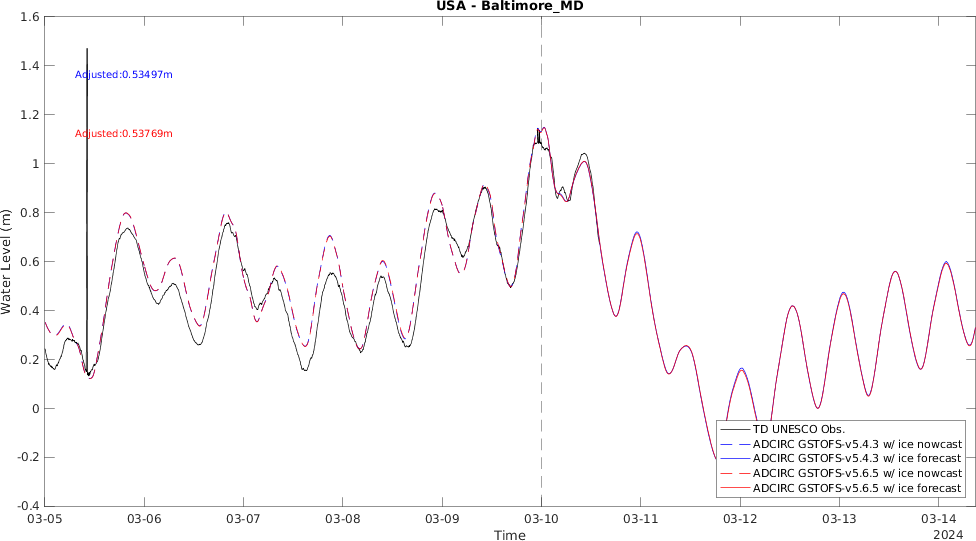 USA - Baltimore_MD
1.6
1.4
1.2
1
0.8
0.6
0.4
0.2
0
-0.2
-0.4
Water Level (m)
Adjusted:0.53497m
Adjusted:0.53769m
TD UNESCO Obs.
ADCIRC GSTOFS-v5.4.3 w/ ice nowcast
ADCIRC GSTOFS-v5.4.3 w/ ice forecast
ADCIRC GSTOFS-v5.6.5 w/ ice nowcast
ADCIRC GSTOFS-v5.6.5 w/ ice forecast
03-05 03-06 03-07 03-08 03-09 03-10 03-11 03-12 03-13 03-14
Time
2024